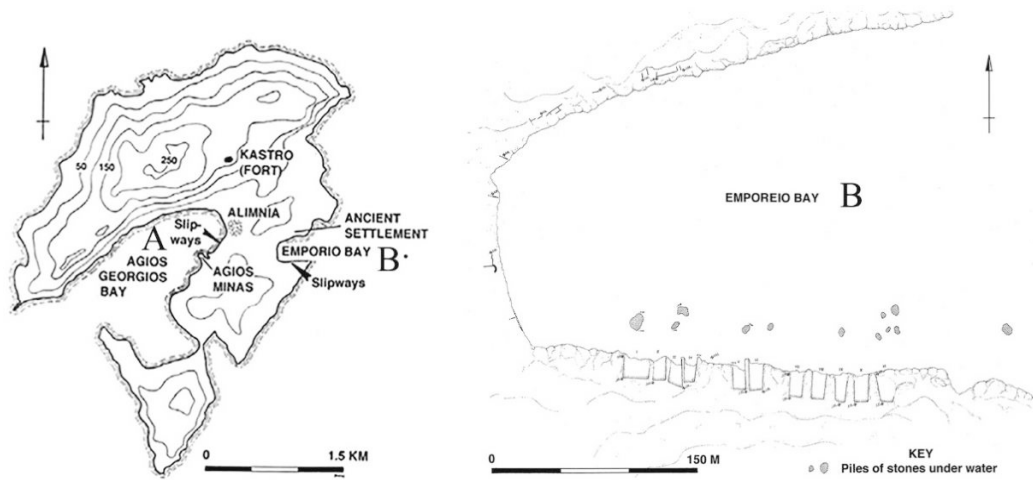 50
150
250
KASTRO
(FORT)
ALIMNIA
A
Slip-
ways
ANCIENT
SETTLEMENT
EMPORIO BAY
B
AGIOS
GEORGIOS
BAY
AGIOS
MINAS
Slipways
0
1.5 KM
EMPOREIO BAY
B
0
150 M
KEY
Piles of stones under water